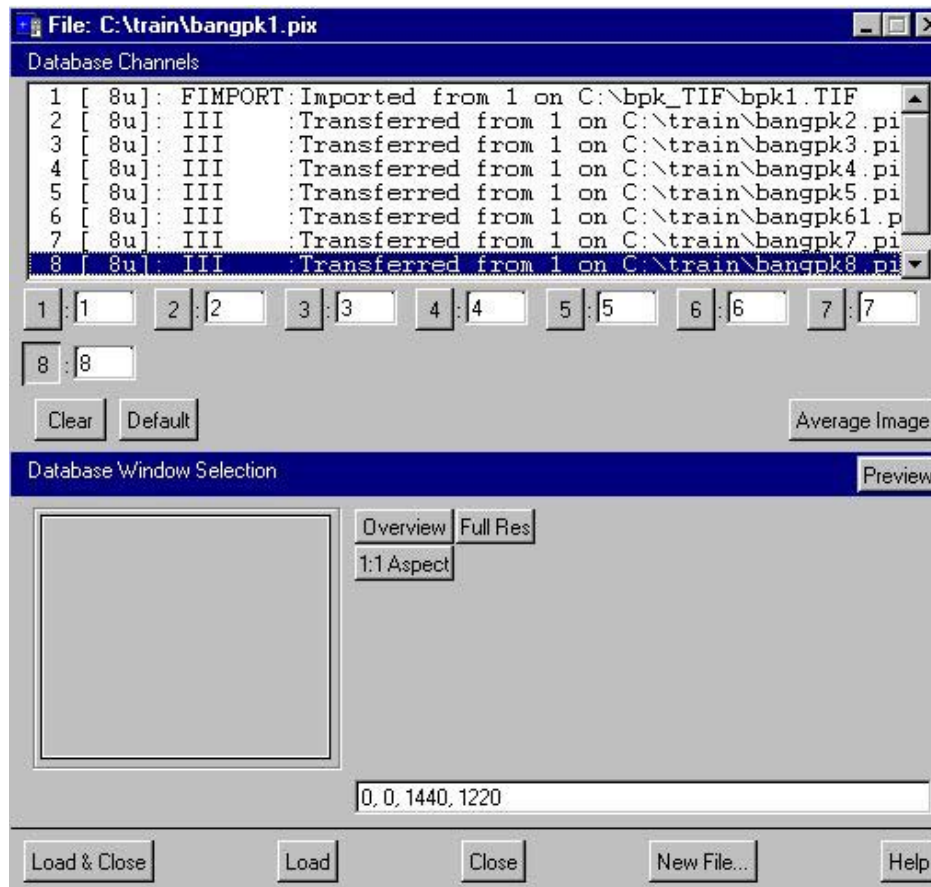 File: C:\train\bangpk1.pix
Database Channels
1 [ 8u]: FIMPORT:Imported from 1 on C:\bpk_TIF\bpk1.TIF
2 [ 8u]: III :Transferred from 1 on C:\train\bangpk2.pi
3 [ 8u]: III :Transferred from 1 on C:\train\bangpk3.pi
4 [ 8u]: III :Transferred from 1 on C:\train\bangpk4.pi
5 [ 8u]: III :Transferred from 1 on C:\train\bangpk5.pi
6 [ 8u]: III :Transferred from 1 on C:\train\bangpk61.p
7 [ 8u]: III :Transferred from 1 on C:\train\bangpk7.pi
8 [ 8u]: III :Transferred from 1 on C:\train\bangpk8.pi
1 :1 2 :2 3 :3 4 :4 5 :5 6 :6 7 :7
8 :8
Clear Default Average Image
Database Window Selection Preview
Overview Full Res
1:1 Aspect
0, 0, 1440, 1220
Load & Close Load Close New File... Help